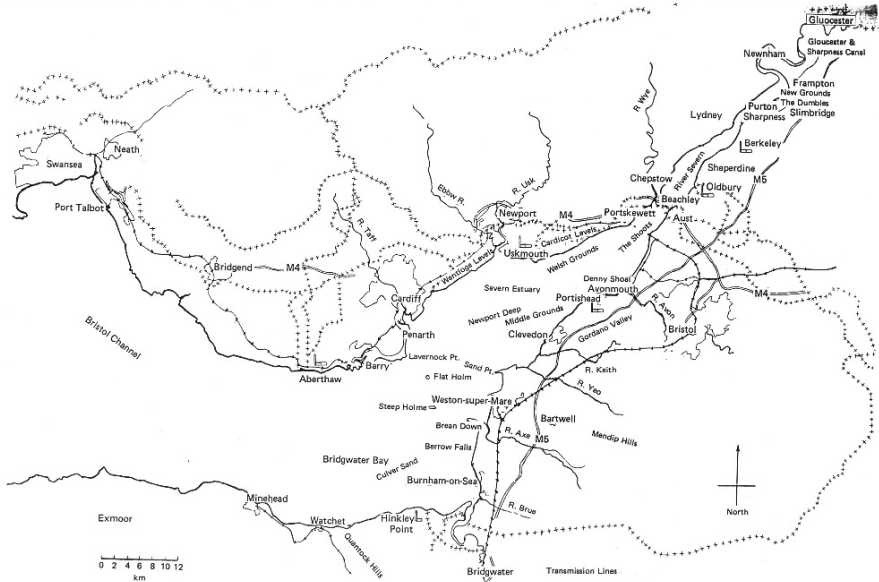 Gloucester
Gloucester &
Sharpness Canal
Newnham
Frampton
New Grounds
The Dumbles
Slimbridge
R Wye
Lydney
Purton
Sharpness
Berkeley
Neath
Swansea
Sheperdine
River Severn
M5
Chepstow
Oldbury
Port Talbot
Ebber R.
R. Usk
Beachley
Newport
M4
Portskewett
Aust
R. Taff
Cardicot Levels
The Shoots
Uskmouth
Welsh Grounds
Wentloge Levels
Bridgend
M4
Severn Estuary
Denny Shoal
Avonmouth
M4
Cardiff
Portishead
R. Avon
Newport Deep
Middle Grounds
Bristol
Bristol Channel
Gordano Valley
Penarth
Clevedon
Lavernock Pt.
Barry
Sand Pt.
R. Keith
Aberthaw
Flat Holm
R. Yeo
Weston-super-Mare
Steep Holme
Bartwell
Brean Down
R. Axe
M5
Mendip Hills
Berrow Falls
Bridgwater Bay
Culver Sand
Burnham-on-Sea
Minehead
R. Brue
North
Exmoor
Watchet
Hinkley
Point
Quantock Hills
0 2 4 6 8 10 12
km
Bridgwater
Transmission Lines